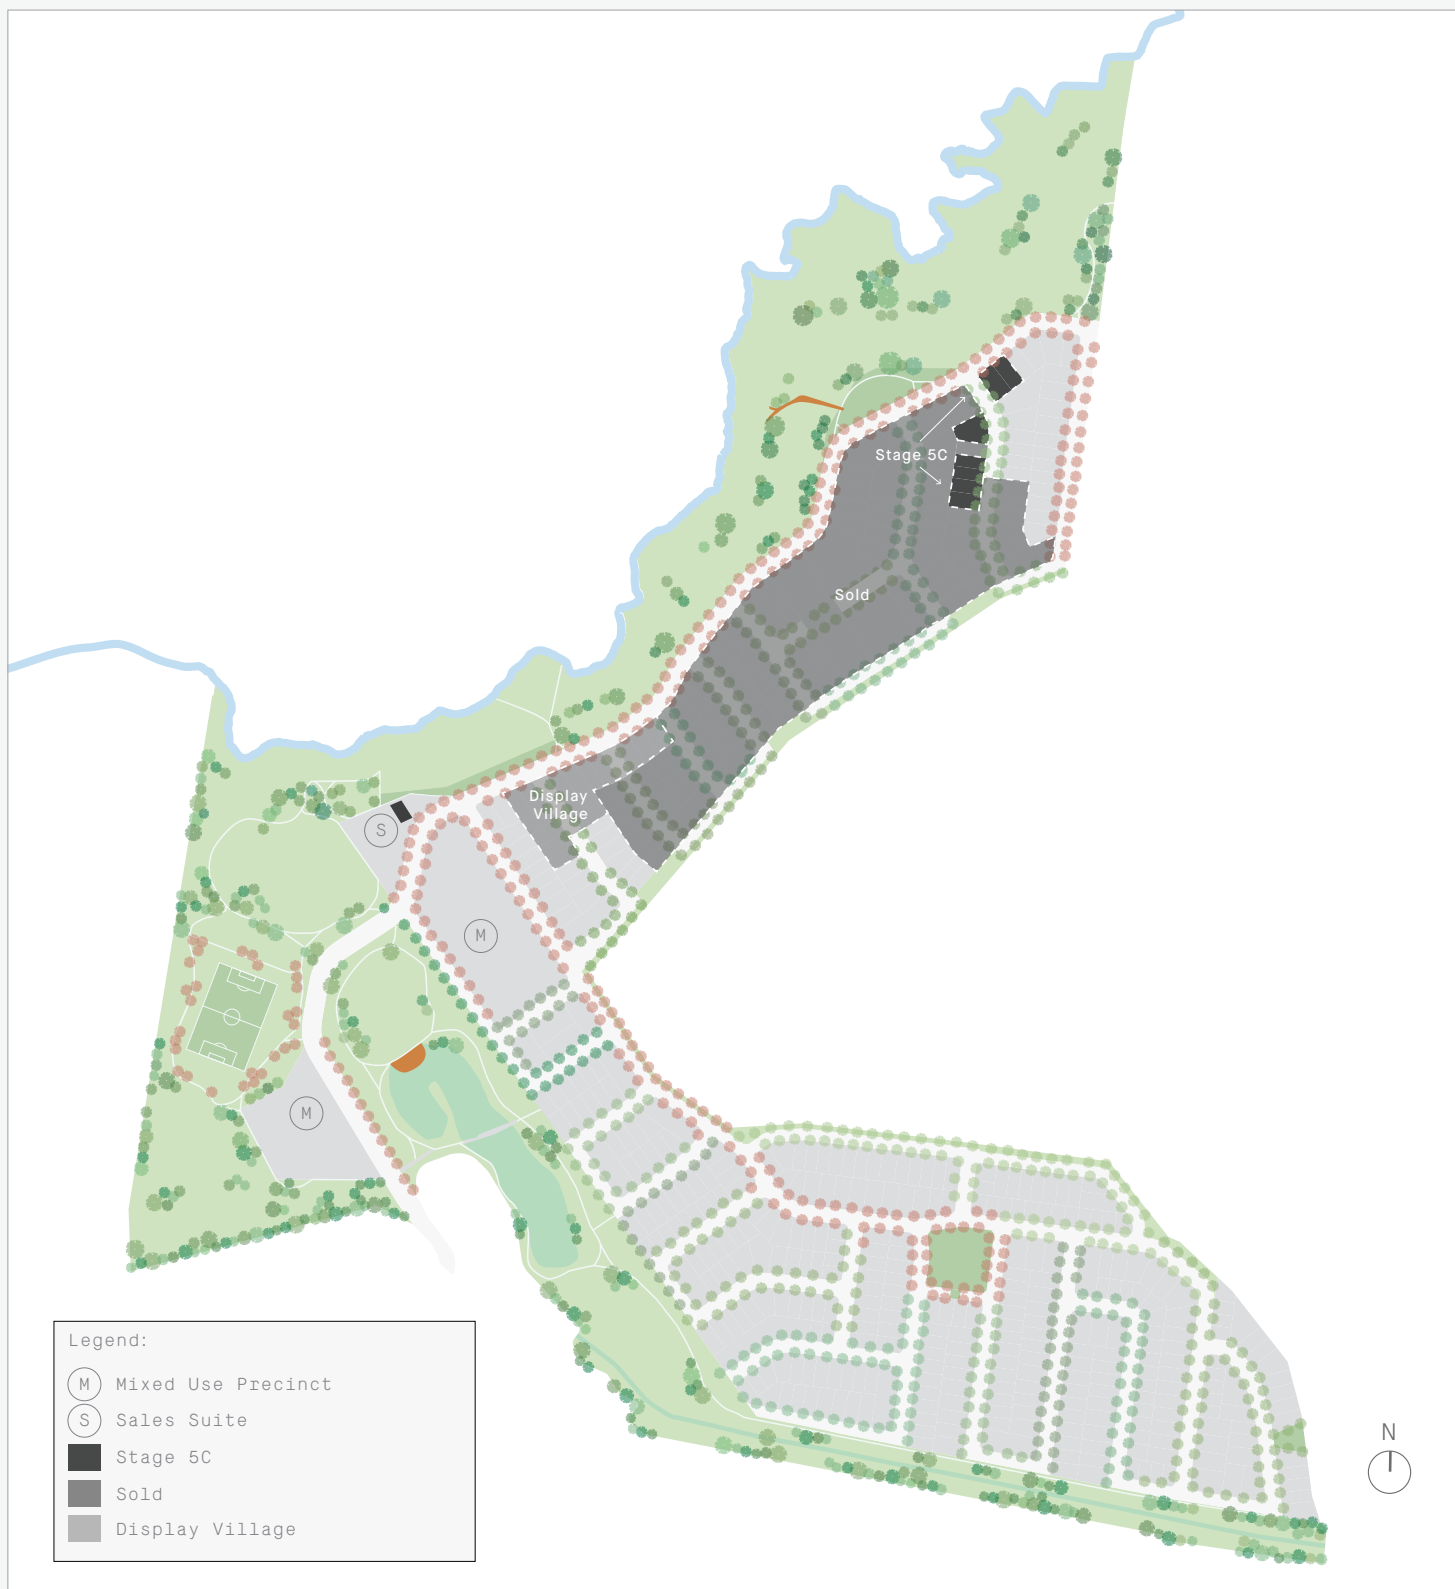 Stage 5C
Sold
Display
Village
S
M
M
Legend:
M Mixed Use Precinct
S Sales Suite
Stage 5C
Sold
Display Village
N